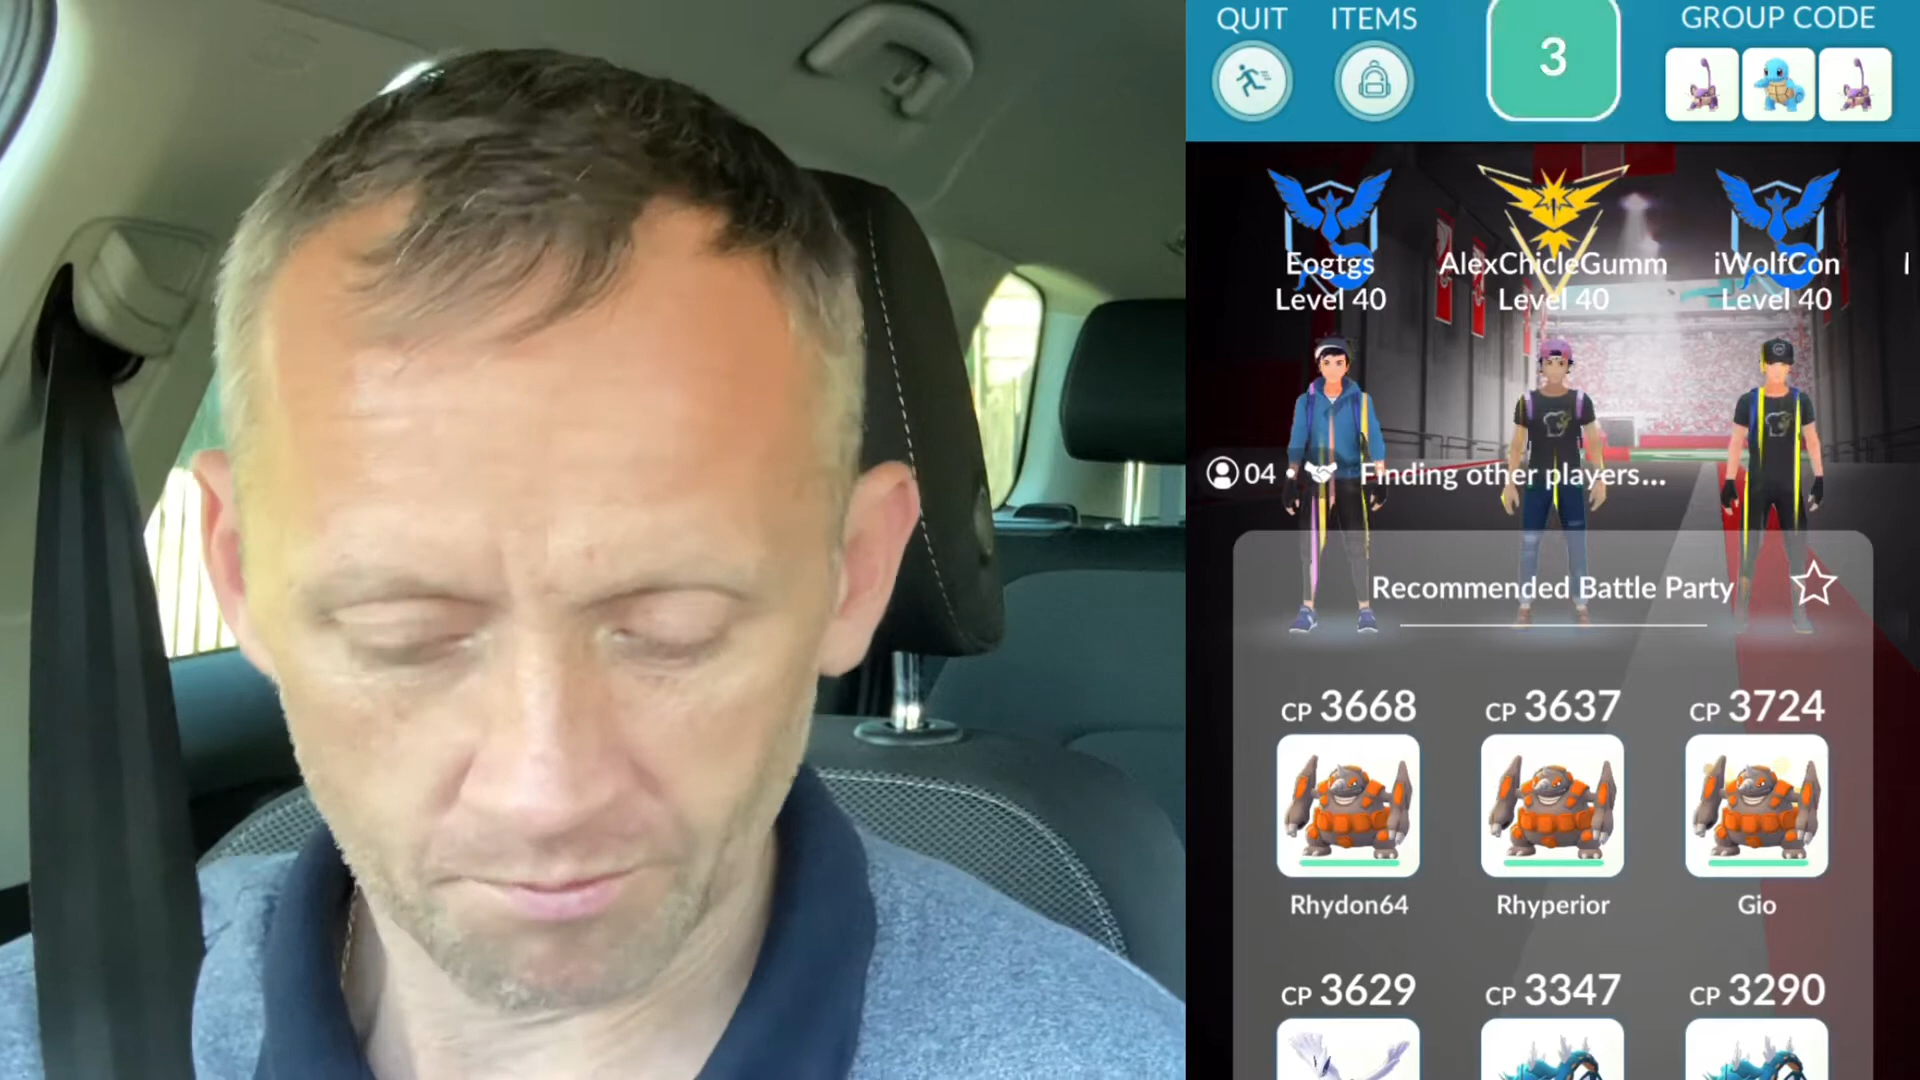 QUIT
ITEMS
3
GROUP CODE
Eogtgs
Level 40
AlexChicleGumm
Level 40
iWolfCon
Level 40
04 • Finding other players...
Recommended Battle Party
CP 3668
CP 3637
CP 3724
Rhydon64
Rhyperior
Gio
CP 3629
CP 3347
CP 3290